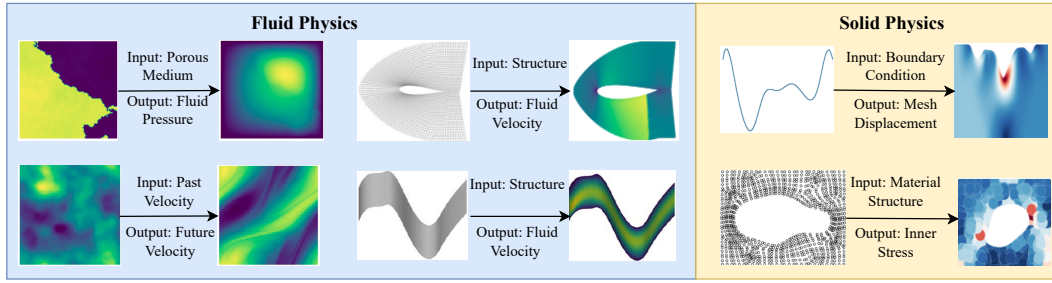 Fluid Physics
Input: Porous
Medium
Output: Fluid
Pressure
Input: Structure
Output: Fluid
Velocity
Input: Past
Velocity
Output: Future
Velocity
Input: Structure
Output: Fluid
Velocity
Solid Physics
Input: Boundary
Condition
Output: Mesh
Displacement
Input: Material
Structure
Output: Inner
Stress